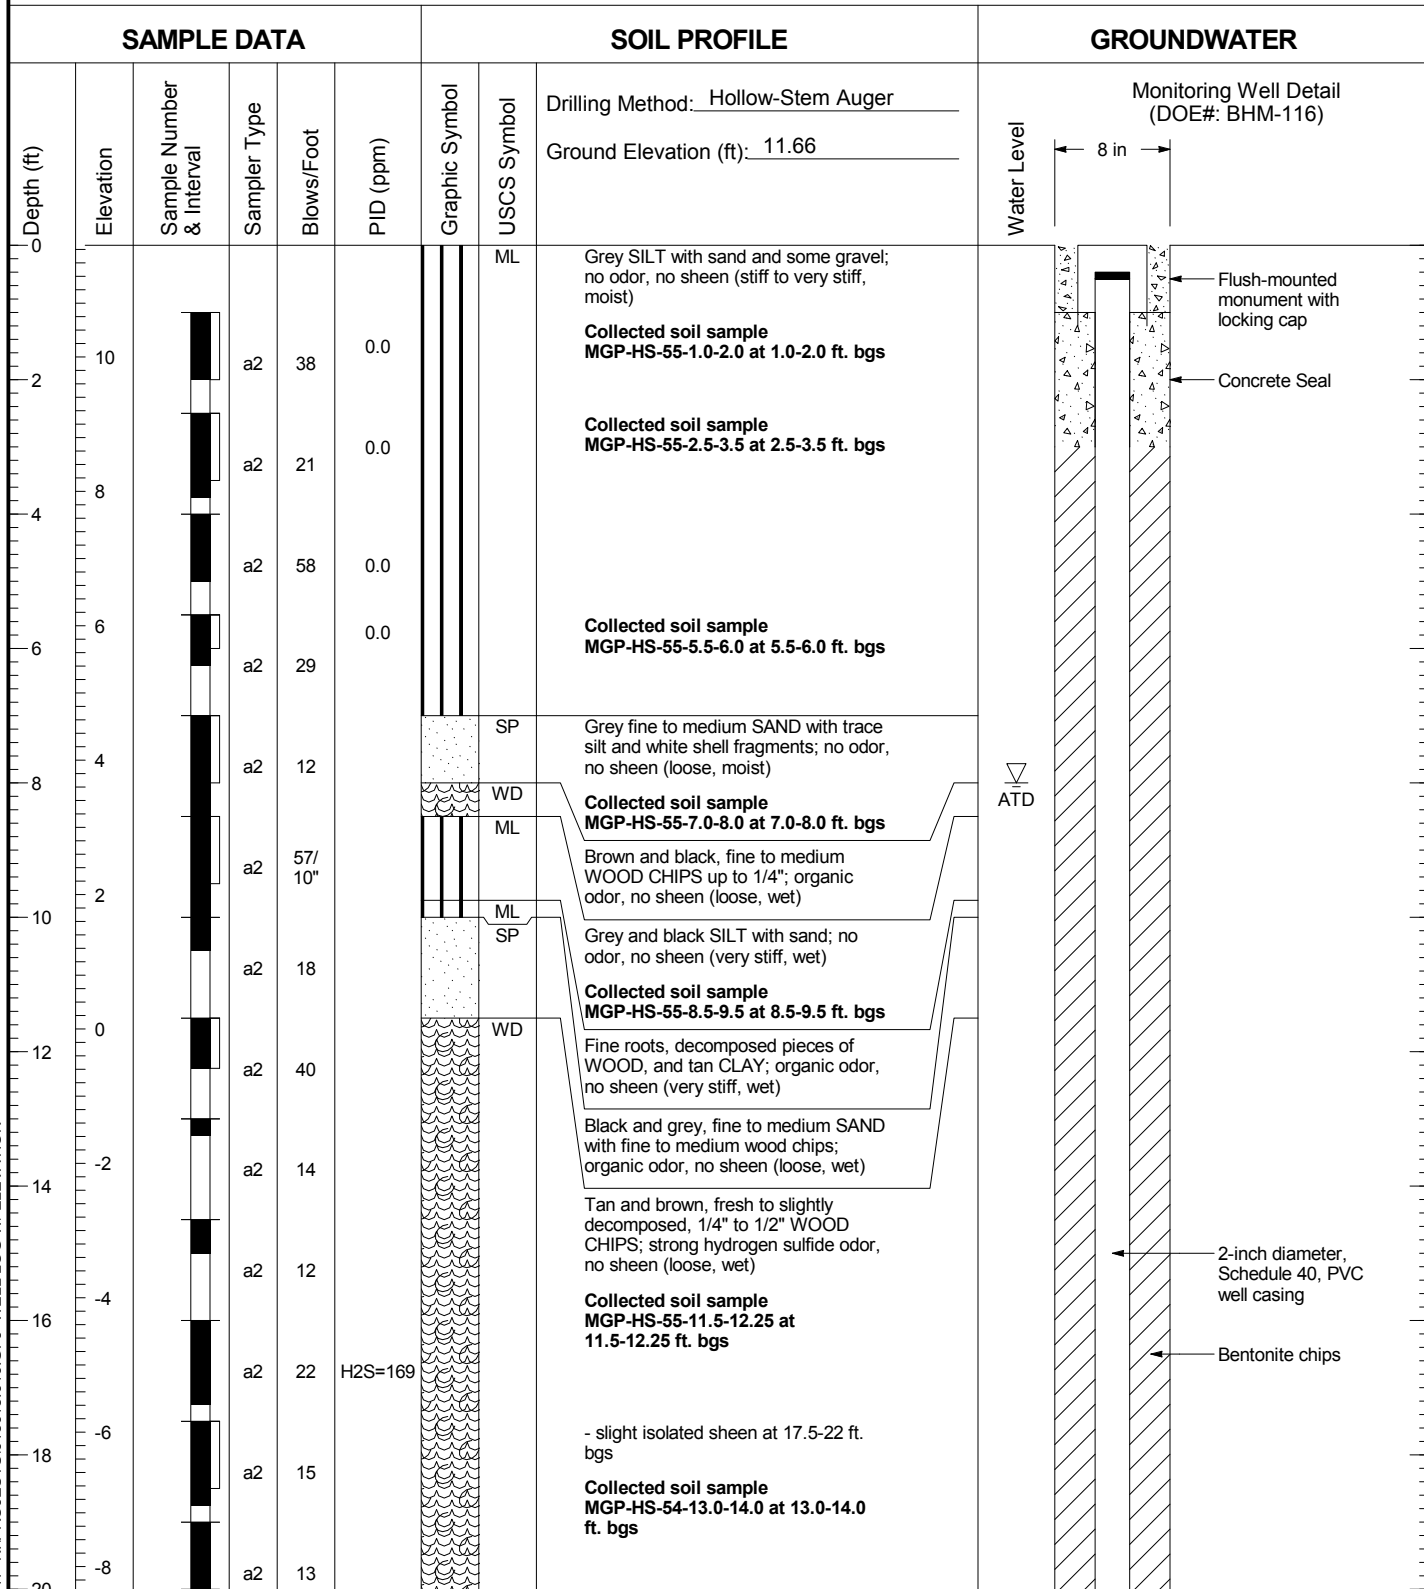 SAMPLE DATA
SOIL PROFILE
GROUNDWATER
Depth (ft)
Elevation
Sample Number
& Interval
Sampler Type
Blows/Foot
PID (ppm)
Graphic Symbol
USCS Symbol
Drilling Method: Hollow-Stem Auger
Ground Elevation (ft): 11.66
Water Level
Monitoring Well Detail
(DOE#: BHM-116)
8 in
0
2
4
6
8
10
12
14
16
18
20
10
8
6
4
2
0
-2
-4
-6
-8
a2 38 0.0
a2 21 0.0
a2 58 0.0
0.0
a2 29
a2 12
a2 57/
10"
a2 18
a2 40
a2 14
a2 12
a2 22 H2S=169
a2 15
a2 13
ML
SP
WD
ML
ML
SP
WD
Grey SILT with sand and some gravel;
no odor, no sheen (stiff to very stiff,
moist)
Collected soil sample
MGP-HS-55-1.0-2.0 at 1.0-2.0 ft. bgs
Collected soil sample
MGP-HS-55-2.5-3.5 at 2.5-3.5 ft. bgs
Collected soil sample
MGP-HS-55-5.5-6.0 at 5.5-6.0 ft. bgs
Grey fine to medium SAND with trace
silt and white shell fragments; no odor,
no sheen (loose, moist)
Collected soil sample
MGP-HS-55-7.0-8.0 at 7.0-8.0 ft. bgs
Brown and black, fine to medium
WOOD CHIPS up to 1/4"; organic
odor, no sheen (loose, wet)
Grey and black SILT with sand; no
odor, no sheen (very stiff, wet)
Collected soil sample
MGP-HS-55-8.5-9.5 at 8.5-9.5 ft. bgs
Fine roots, decomposed pieces of
WOOD, and tan CLAY; organic odor,
no sheen (very stiff, wet)
Black and grey, fine to medium SAND
with fine to medium wood chips;
organic odor, no sheen (loose, wet)
Tan and brown, fresh to slightly
decomposed, 1/4" to 1/2" WOOD
CHIPS; strong hydrogen sulfide odor,
no sheen (loose, wet)
Collected soil sample
MGP-HS-55-11.5-12.25 at
11.5-12.25 ft. bgs
- slight isolated sheen at 17.5-22 ft.
bgs
Collected soil sample
MGP-HS-54-13.0-14.0 at 13.0-14.0
ft. bgs
ATD
Flush-mounted
monument with
locking cap
Concrete Seal
2-inch diameter,
Schedule 40, PVC
well casing
Bentonite chips